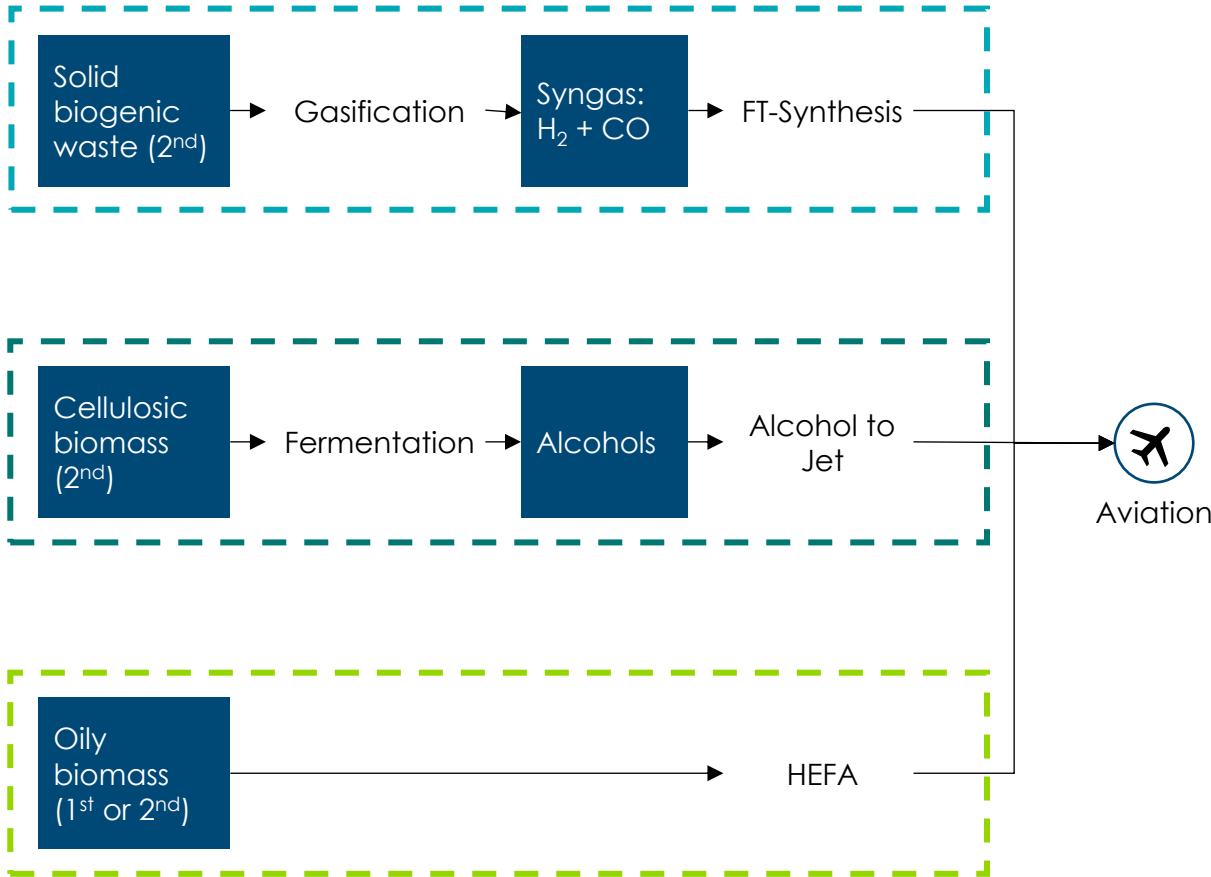 Solid
biogenic
waste (2nd)
Gasification
Syngas:
H2 + CO
FT-Synthesis
Cellulosic
biomass
(2nd)
Fermentation
Alcohols
Alcohol to
Jet
Aviation
Oily
biomass
(1st or 2nd)
HEFA